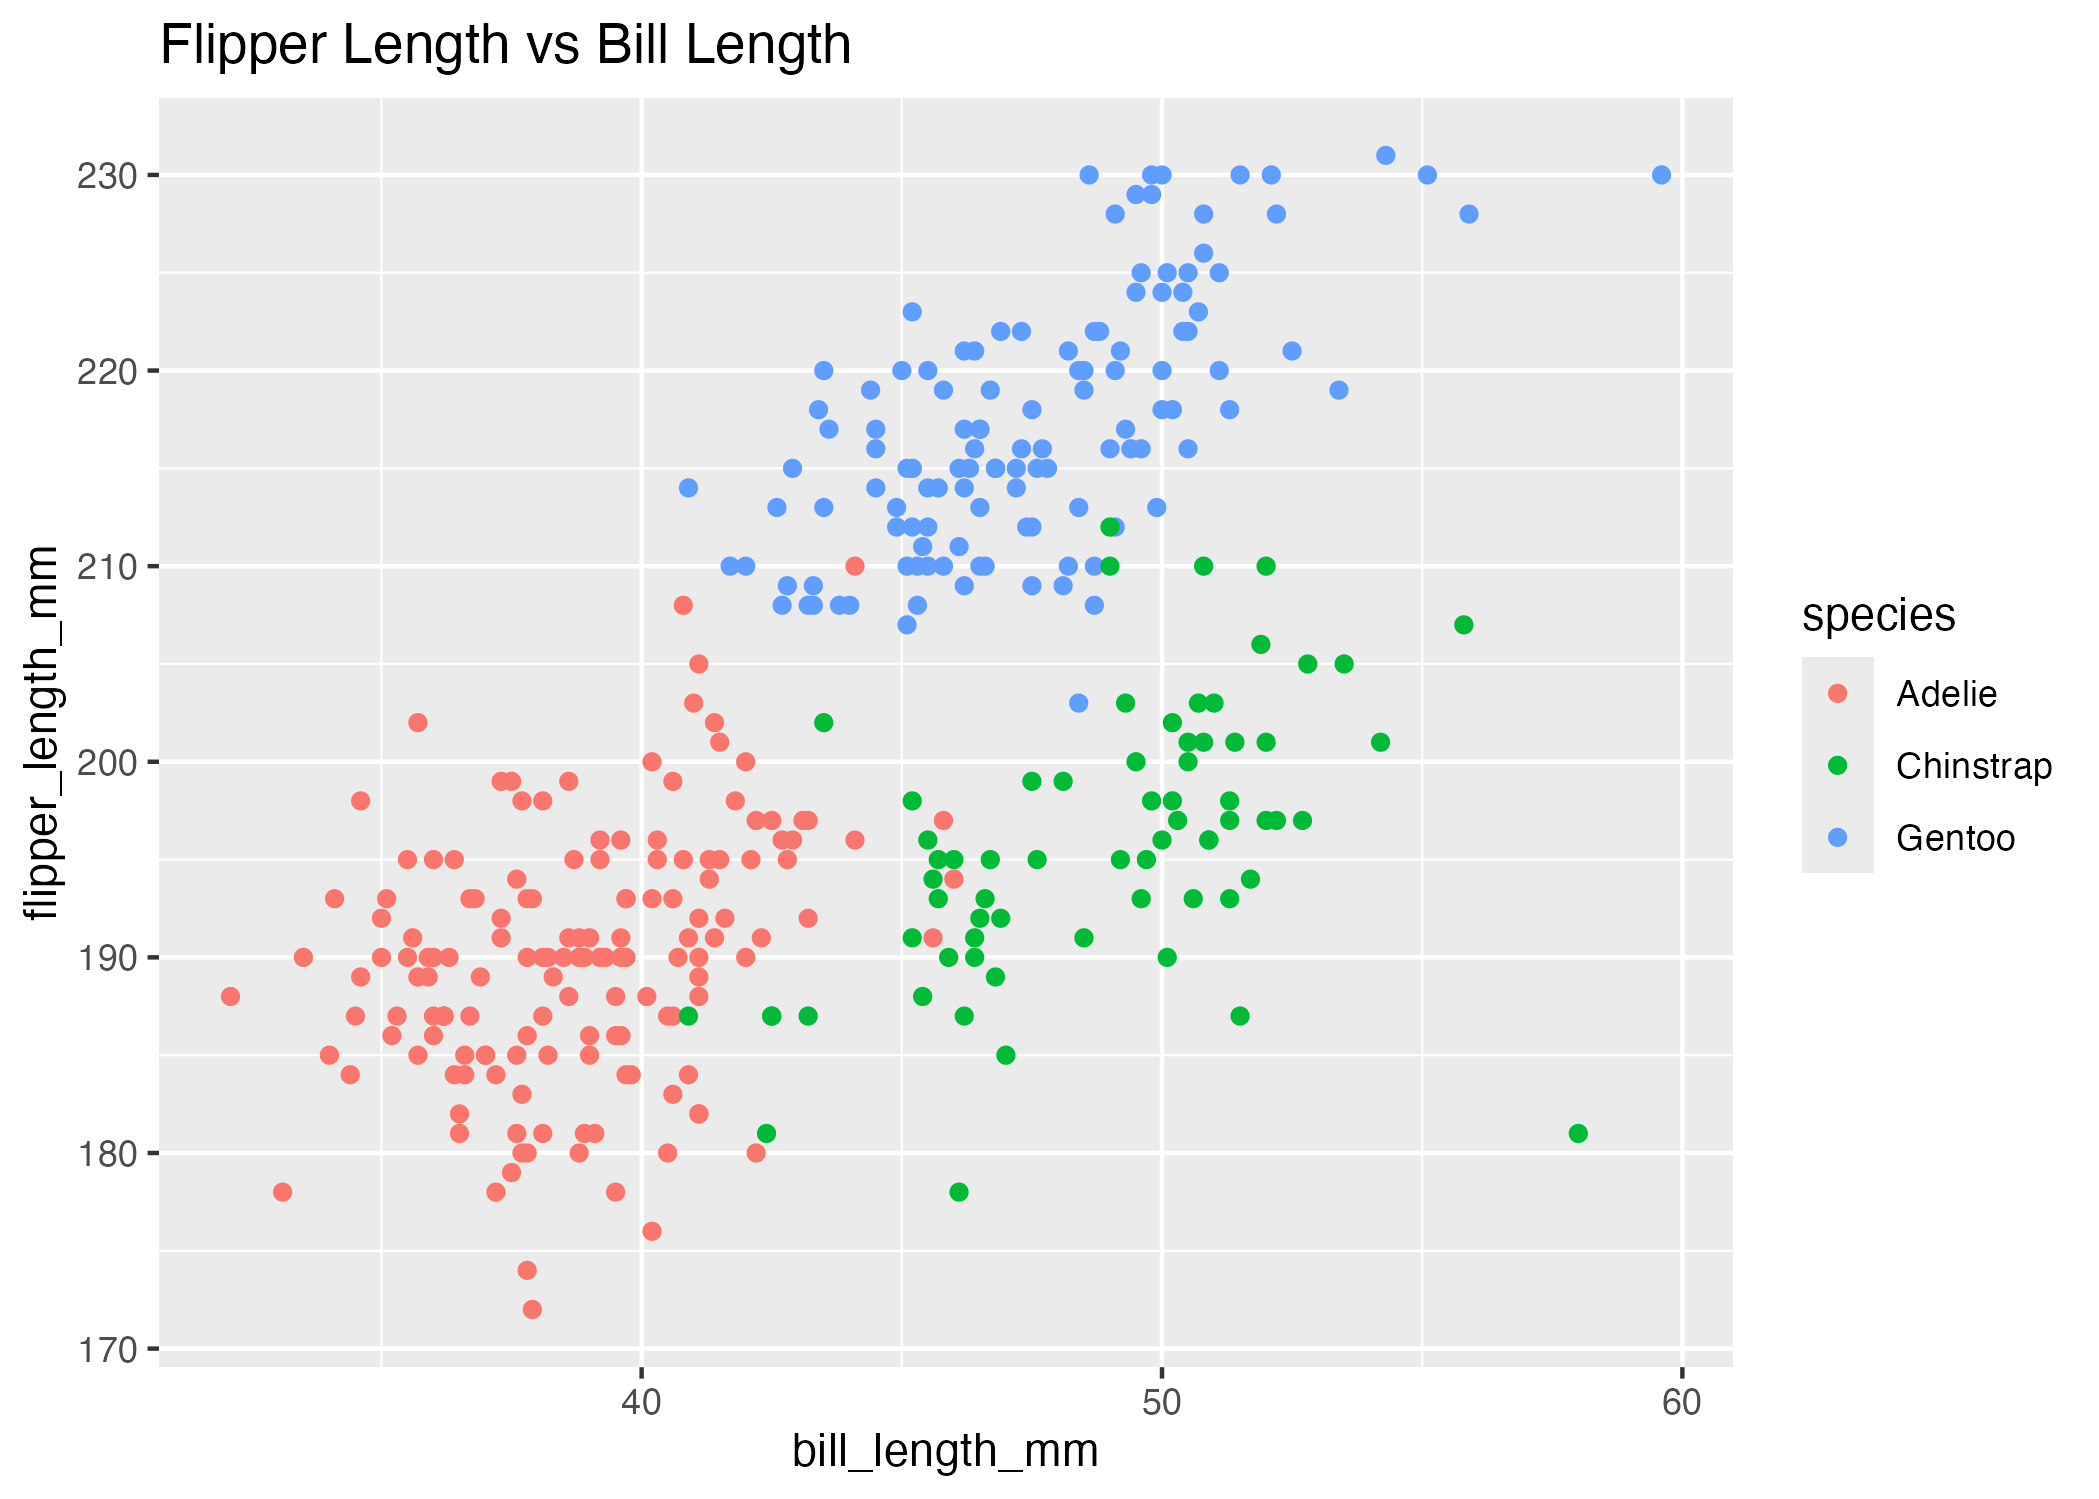 Flipper Length vs Bill Length
230
220
210
200
190
180
170
flipper_length_mm
40
50
60
bill_length_mm
species
Adelie
Chinstrap
Gentoo